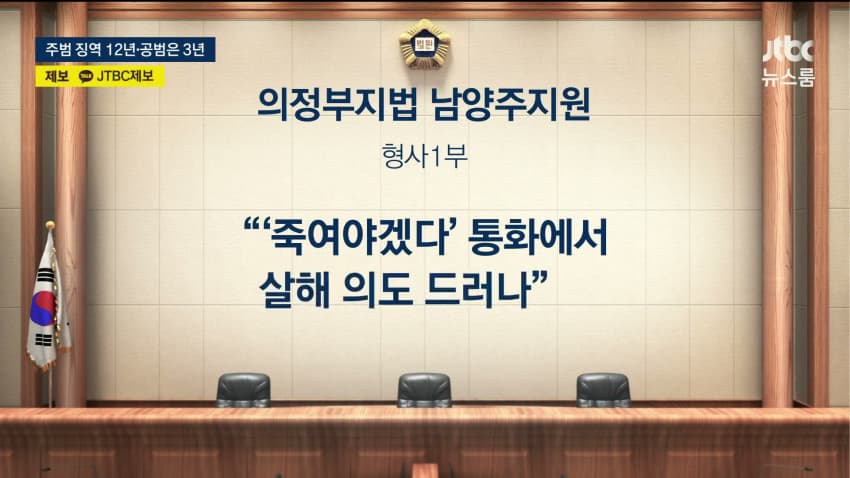 주범 징역 12년·공범은 3년
제보 JTBC제보
jtbc
뉴스룸
법원
의정부지법 남양주지원
형사1부
“‘죽여야겠다’ 통화에서
살해 의도 드러나”